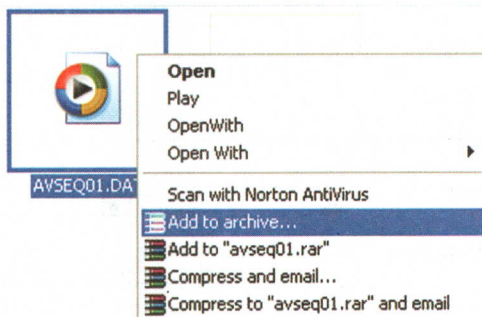 Open
Play
OpenWith
Open With
AVSEQ01.DAT
Scan with Norton AntiVirus
Add to archive...
Add to "avseq01.rar"
Compress and email...
Compress to "avseq01.rar" and email